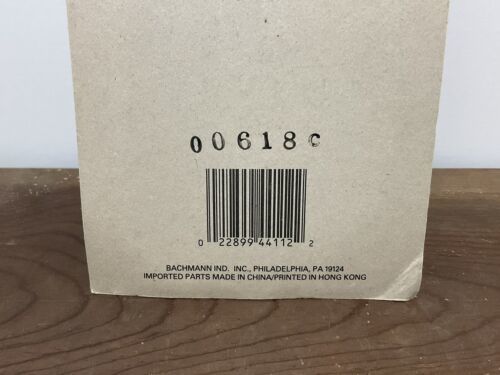 00618C
0 22899 44112 2
BACHMANN IND. INC., PHILADELPHIA, PA 19124
IMPORTED PARTS MADE IN CHINA/PRINTED IN HONG KONG